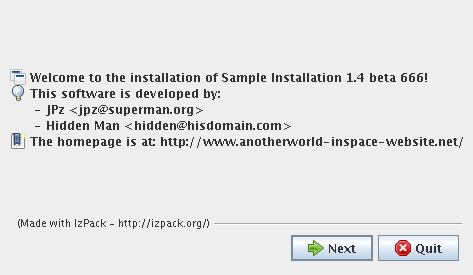 Welcome to the installation of Sample Installation 1.4 beta 666!
This software is developed by:
- JPz <jpz@superman.org>
- Hidden Man <hidden@hisdomain.com>
The homepage is at: http://www.anotherworld-inspace-website.net/
(Made with IzPack - http://izpack.org/)
Next
Quit